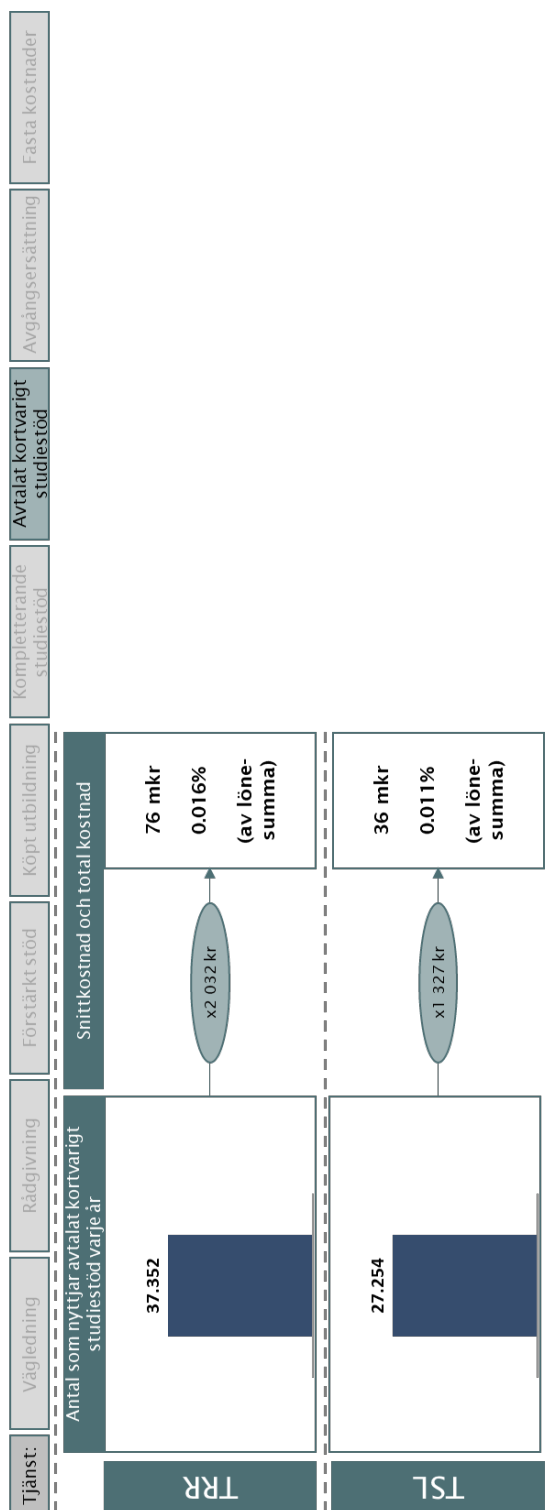 Tjänst:
Vägledning
Rådgivning
Förstärkt stöd
Köpt utbildning
Kompletterande
studiestöd
Avtalat kortvarigt
studiestöd
Avgångsersättning
Fasta kostnader
Antal som nyttjar avtalat kortvarigt
studiestöd varje år
Snittkostnad och total kostnad
TRR
37.352
x2 032 kr
76 mkr
0.016%
(av löne-
summa)
TSL
27.254
x1 327 kr
36 mkr
0.011%
(av löne-
summa)